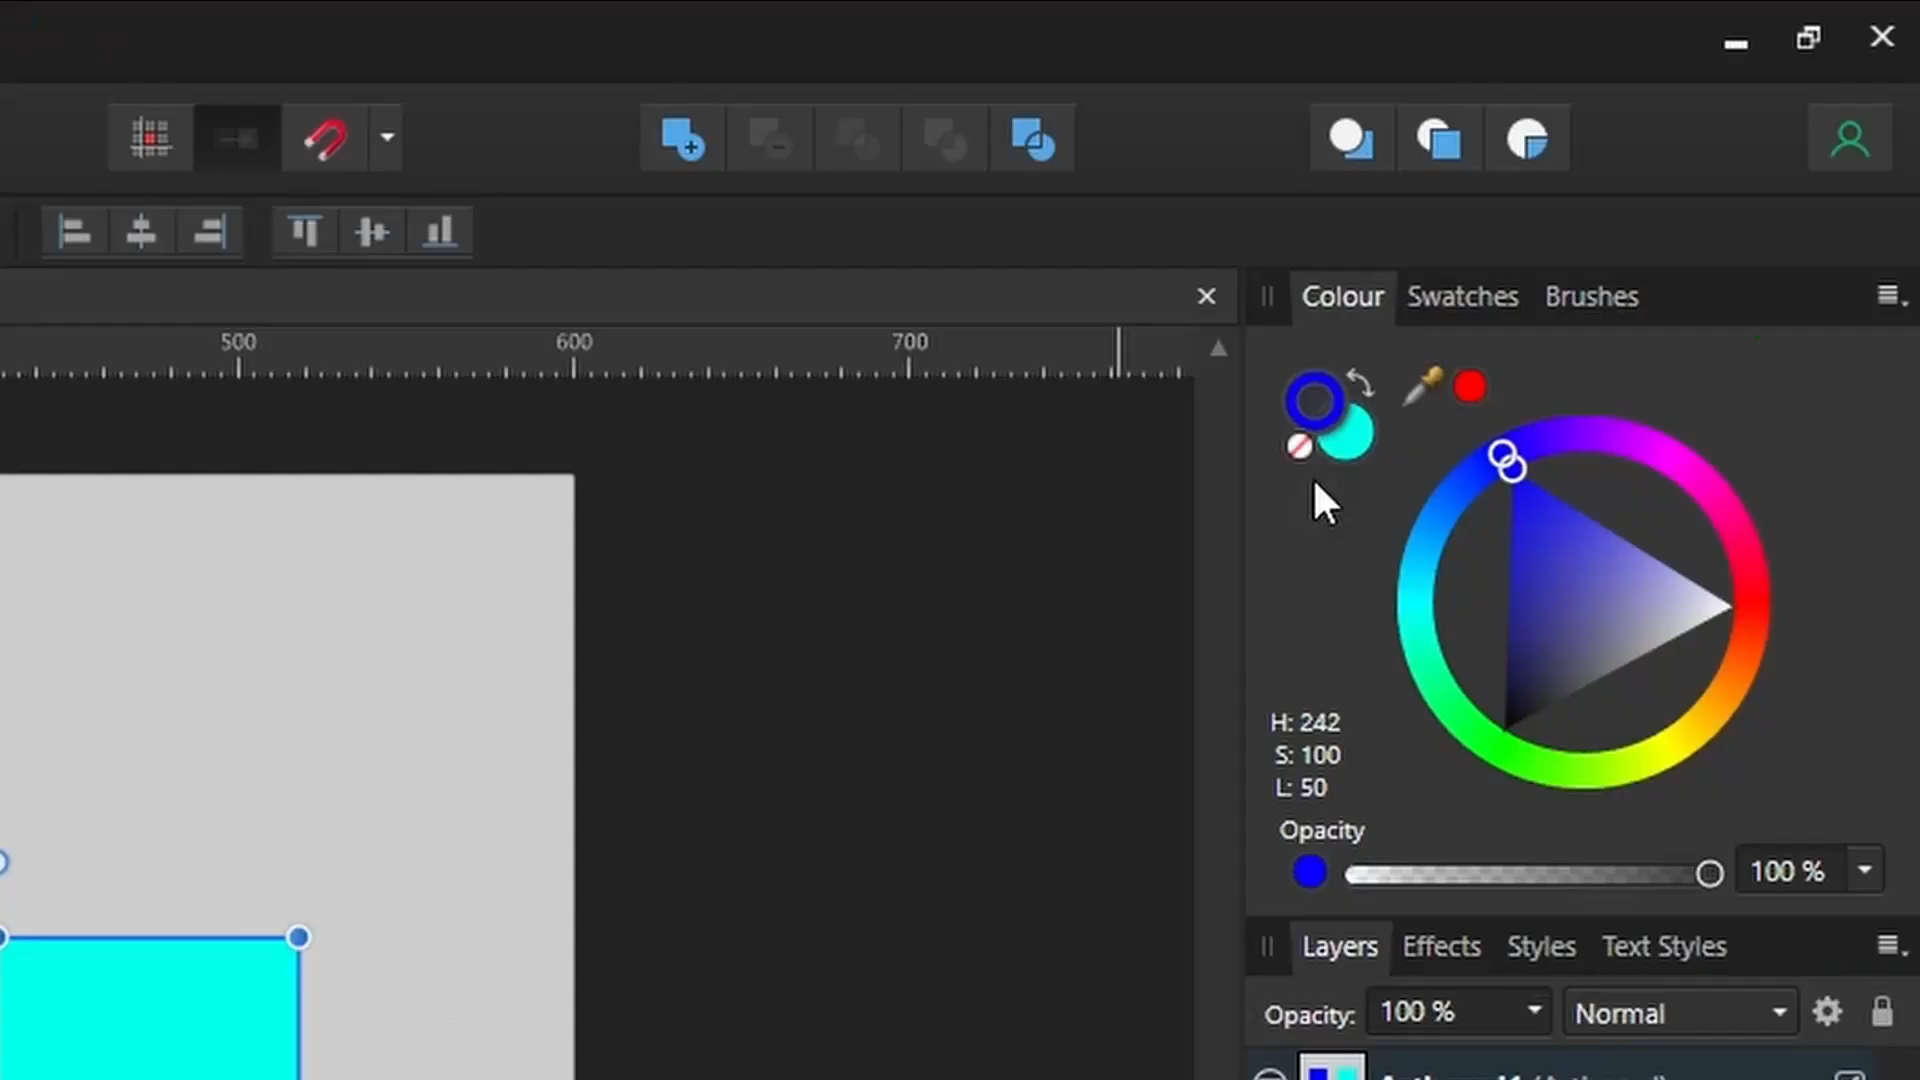 Colour Swatches Brushes
500 600 700
H: 242
S: 100
L: 50
Opacity
100 %
Layers Effects Styles Text Styles
Opacity: 100 % Normal